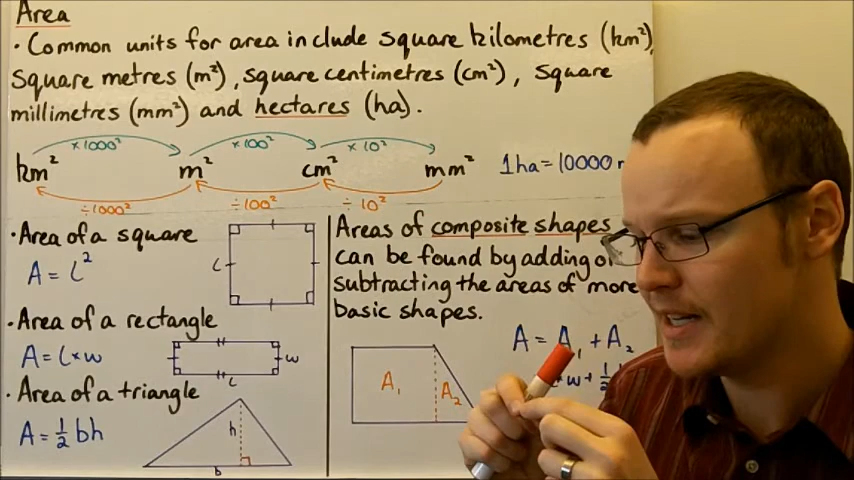 Area
• Common units for area include square kilometres (km²),
square metres (m²), square centimetres (cm²), square
millimetres (mm²) and hectares (ha).
×1000² ×100² ×10²
km² m² cm² mm² 1ha = 10000
÷1000² ÷100² ÷10²
• Area of a square
A = l²
l
• Area of a rectangle
A = l×w
w
l
• Area of a triangle
A = ½bh
h
b
Areas of composite shapes
can be found by adding or
subtracting the areas of more
basic shapes.
A = A₁ + A₂
×w + ½
A₁ A₂